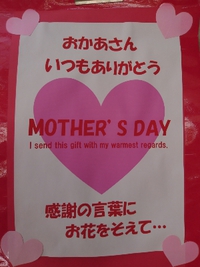 おかあさん
いつもありがとう
MOTHER'S DAY
I send this gift with my warmest regards.
感謝の言葉に
お花をそえて…